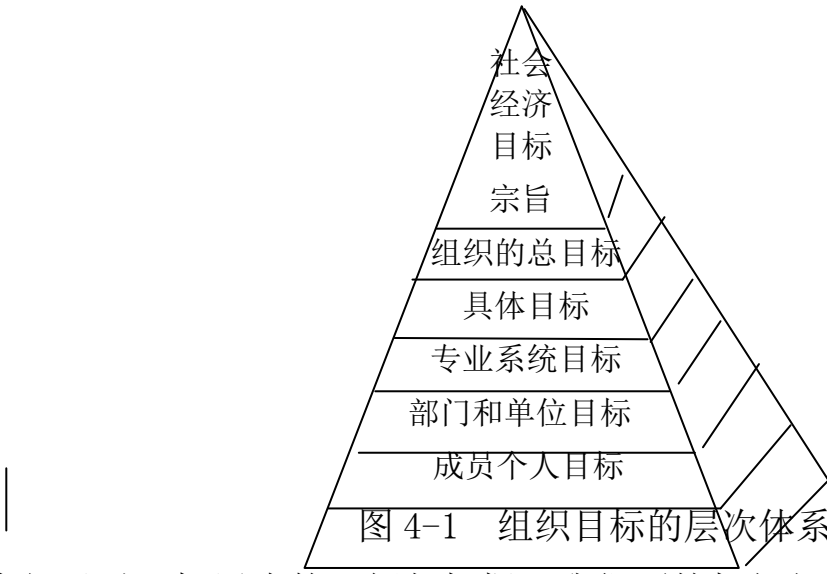 社会
经济
目标
宗旨
组织的总目标
具体目标
专业系统目标
部门和单位目标
成员个人目标
图 4-1 组织目标的层次体系